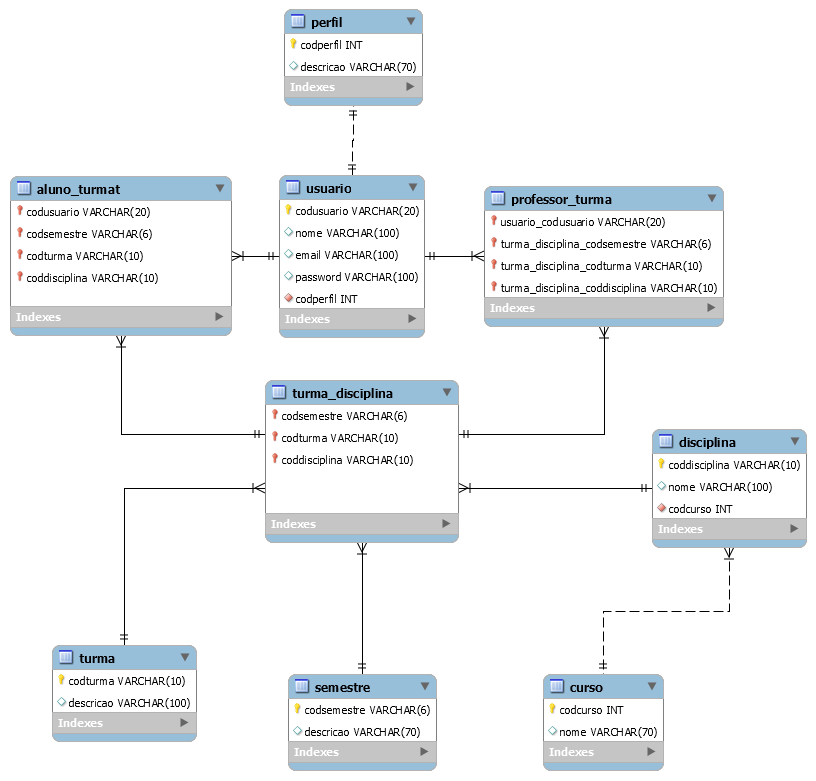 perfil
codperfil INT
descricao VARCHAR(70)
Indexes
aluno_turmat
codusuario VARCHAR(20)
codsemestre VARCHAR(6)
codturma VARCHAR(10)
coddisciplina VARCHAR(10)
Indexes
usuario
codusuario VARCHAR(20)
nome VARCHAR(100)
email VARCHAR(100)
password VARCHAR(100)
codperfil INT
Indexes
professor_turma
usuario_codusuario VARCHAR(20)
turma_disciplina_codsemestre VARCHAR(6)
turma_disciplina_codturma VARCHAR(10)
turma_disciplina_coddisciplina VARCHAR(10)
Indexes
turma_disciplina
codsemestre VARCHAR(6)
codturma VARCHAR(10)
coddisciplina VARCHAR(10)
Indexes
disciplina
coddisciplina VARCHAR(10)
nome VARCHAR(100)
codcurso INT
Indexes
turma
codturma VARCHAR(10)
descricao VARCHAR(100)
Indexes
semestre
codsemestre VARCHAR(6)
descricao VARCHAR(70)
Indexes
curso
codcurso INT
nome VARCHAR(70)
Indexes